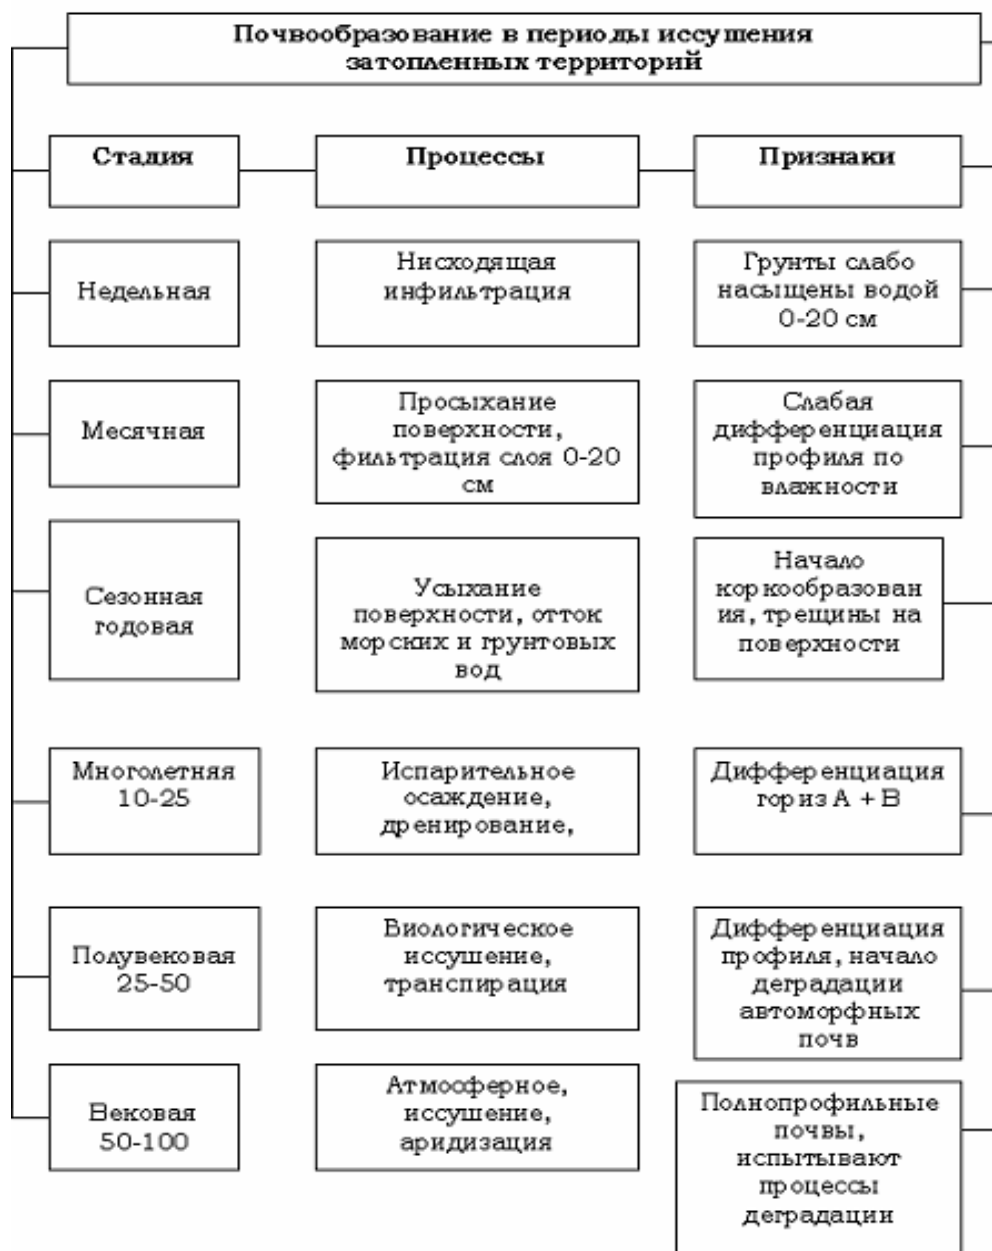 Почвообразование в периоды иссушения
затопленных территорий
Стадия
Процессы
Признаки
Недельная
Нисходящая
инфильтрация
Грунты слабо
насыщены водой
0-20 см
Месячная
Просыхание
поверхности,
фильтрация слоя 0-20
см
Слабая
дифференциация
профиля по
влажности
Сезонная
годовая
Усыхание
поверхности, отток
морских и грунтовых
вод
Начало
коркообразован
ия, трещины на
поверхности
Многолетняя
10-25
Испарительное
осаждение,
дренирование,
Дифференциация
гориз А + В
Полувековая
25-50
Виологическое
иссушение,
транспирация
Дифференциация
профиля, начало
деградации
автоморфных
почв
Вековая
50-100
Атмосферное,
иссушение,
аридизация
Полнопрофильные
почвы,
испытывают
процессы
деградации